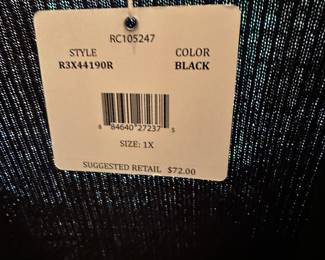 RC105247
STYLE COLOR
R3X44190R BLACK
8 84640 27237 5
SIZE: 1X
SUGGESTED RETAIL $72.00